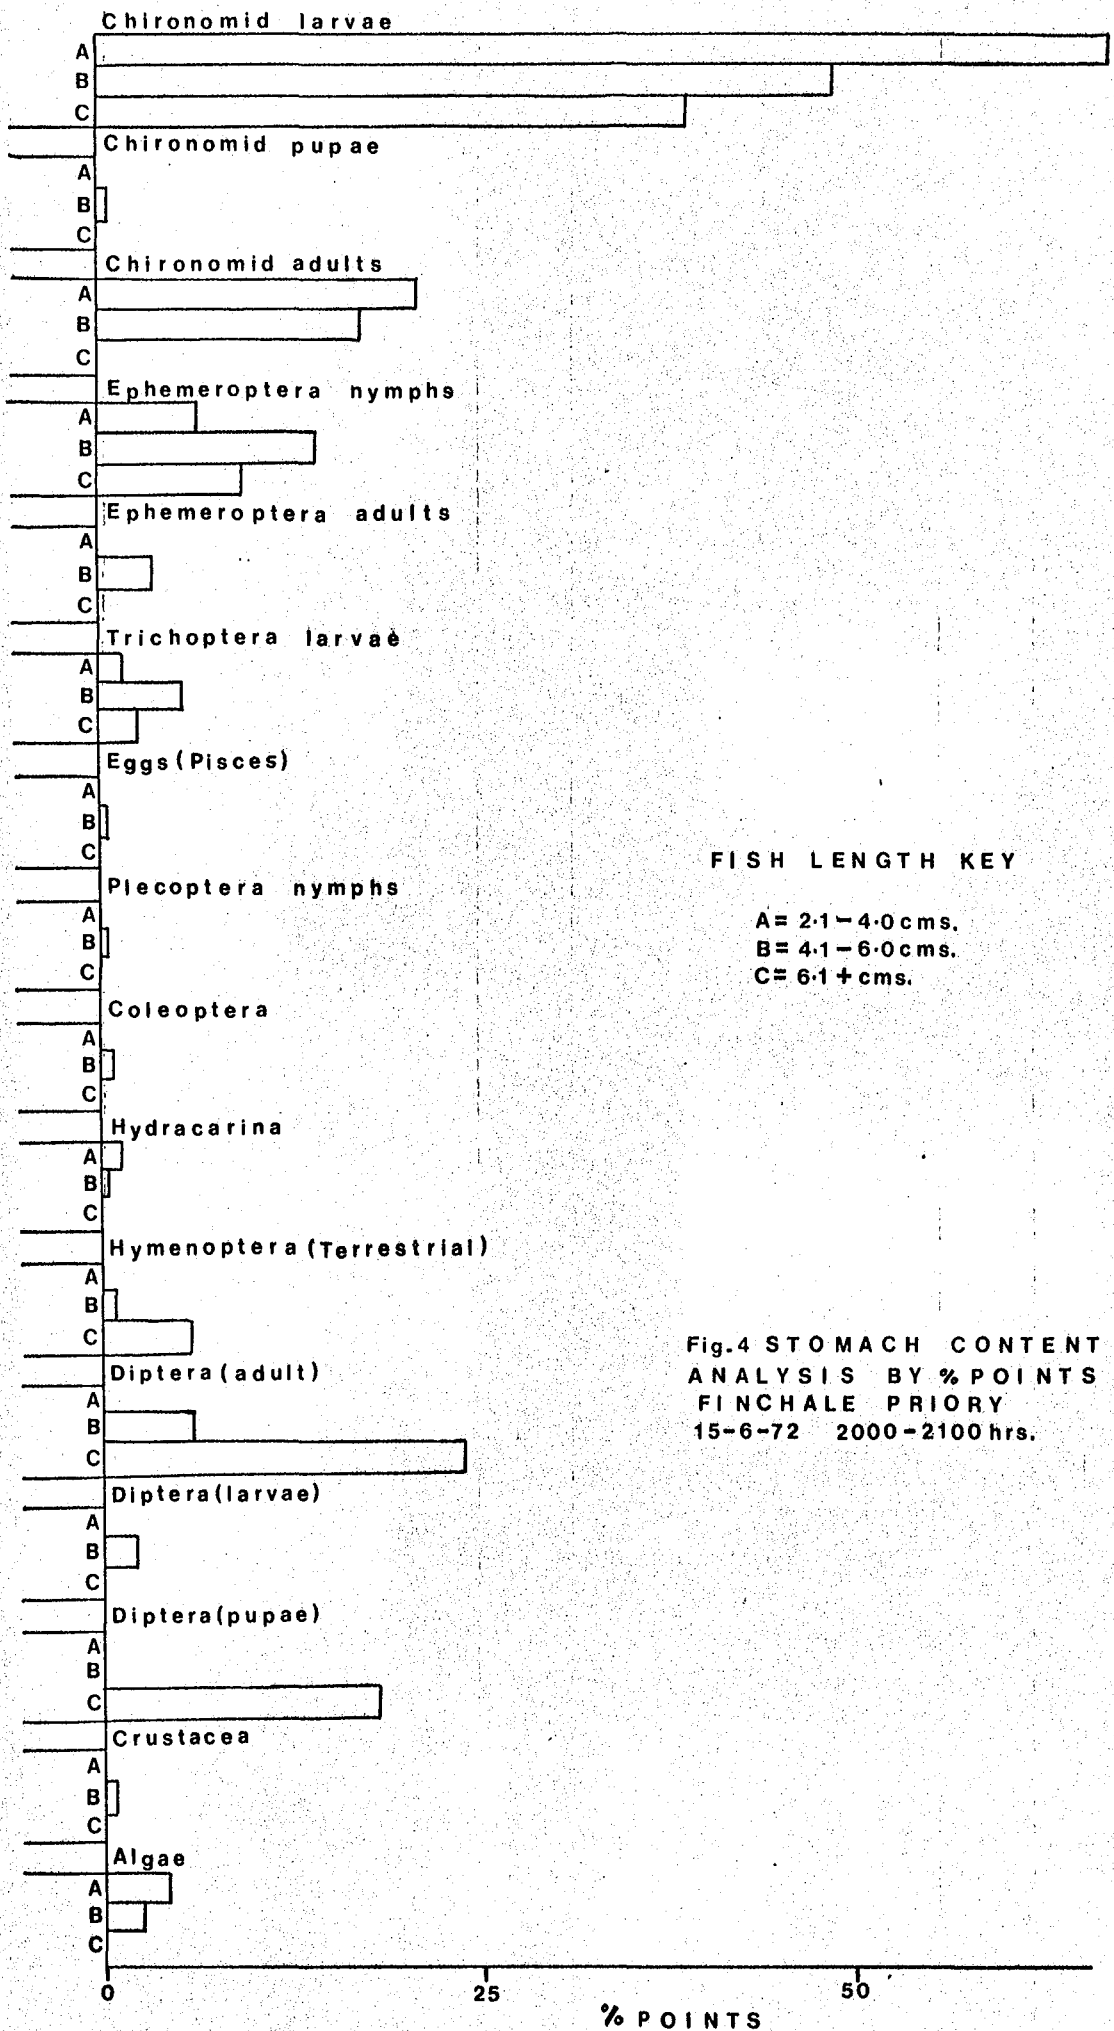 Chironomid larvae
A
B
C
Chironomid pupae
A
B
C
Chironomid adults
A
B
C
Ephemeroptera nymphs
A
B
C
Ephemeroptera adults
A
B
C
Trichoptera larvae
A
B
C
Eggs (Pisces)
A
B
C
Plecoptera nymphs
A
B
C
Coleoptera
A
B
C
Hydracarina
A
B
C
Hymenoptera (Terrestrial)
A
B
C
Diptera (adult)
A
B
C
Diptera (larvae)
A
B
C
Diptera (pupae)
A
B
C
Crustacea
A
B
C
Algae
A
B
C
0 25 50
% POINTS
FISH LENGTH KEY
A= 2·1 – 4·0 cms.
B= 4·1 – 6·0 cms.
C= 6·1 + cms.
Fig.4 STOMACH CONTENT
ANALYSIS BY % POINTS
FINCHALE PRIORY
15-6-72 2000-2100 hrs.